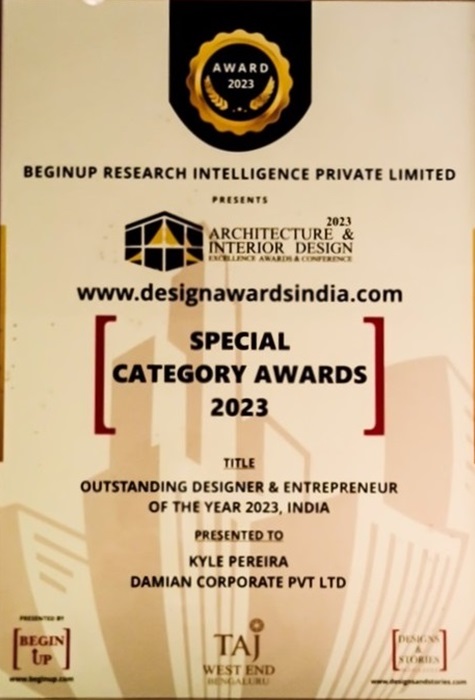 AWARD
2023
BEGINUP RESEARCH INTELLIGENCE PRIVATE LIMITED
PRESENTS
2023
ARCHITECTURE &
INTERIOR DESIGN
EXCELLENCE AWARDS & CONFERENCE
www.designawardsindia.com
SPECIAL
CATEGORY AWARDS
2023
TITLE
OUTSTANDING DESIGNER & ENTREPRENEUR
OF THE YEAR 2023, INDIA
PRESENTED TO
KYLE PEREIRA
DAMIAN CORPORATE PVT LTD
PRESENTED BY
BEGIN
UP
www.beginup.com
TAJ
WEST END
BENGALURU
DESIGNS
&
STORIES
www.designsandstories.com